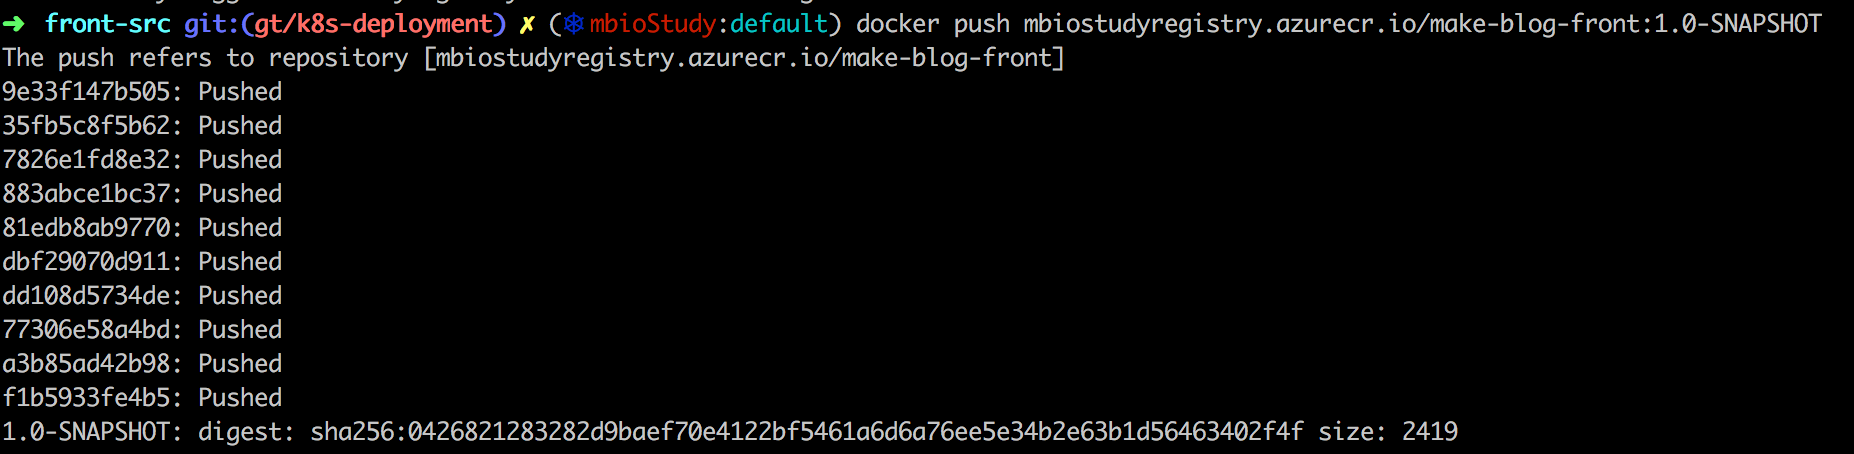 ➜ front-src git:(gt/k8s-deployment) ✗ (⎈ mbioStudy:default) docker push mbiostudyregistry.azurecr.io/make-blog-front:1.0-SNAPSHOT
The push refers to repository [mbiostudyregistry.azurecr.io/make-blog-front]
9e33f147b505: Pushed
35fb5c8f5b62: Pushed
7826e1fd8e32: Pushed
883abce1bc37: Pushed
81edb8ab9770: Pushed
dbf29070d911: Pushed
dd108d5734de: Pushed
77306e58a4bd: Pushed
a3b85ad42b98: Pushed
f1b5933fe4b5: Pushed
1.0-SNAPSHOT: digest: sha256:0426821283282d9baef70e4122bf5461a6d6a76ee5e34b2e63b1d56463402f4f size: 2419